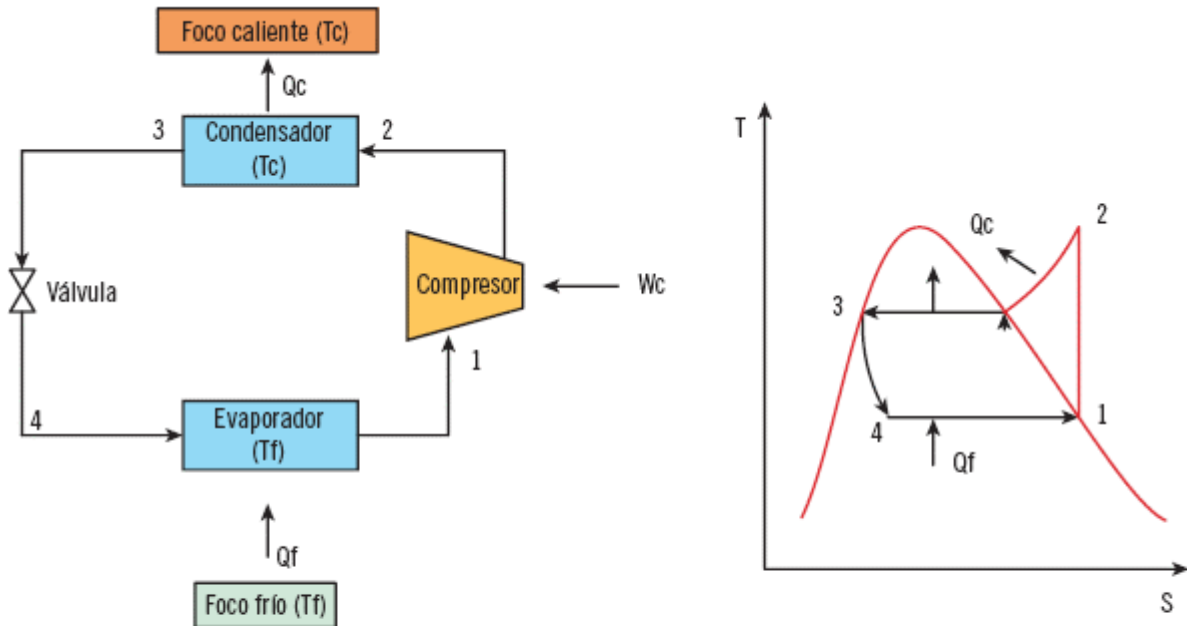 Foco caliente (Tc)
Qc
3
Condensador
(Tc)
2
Válvula
Compresor
Wc
1
4
Evaporador
(Tf)
Qf
Foco frío (Tf)
T
2
Qc
3
1
4
Qf
S